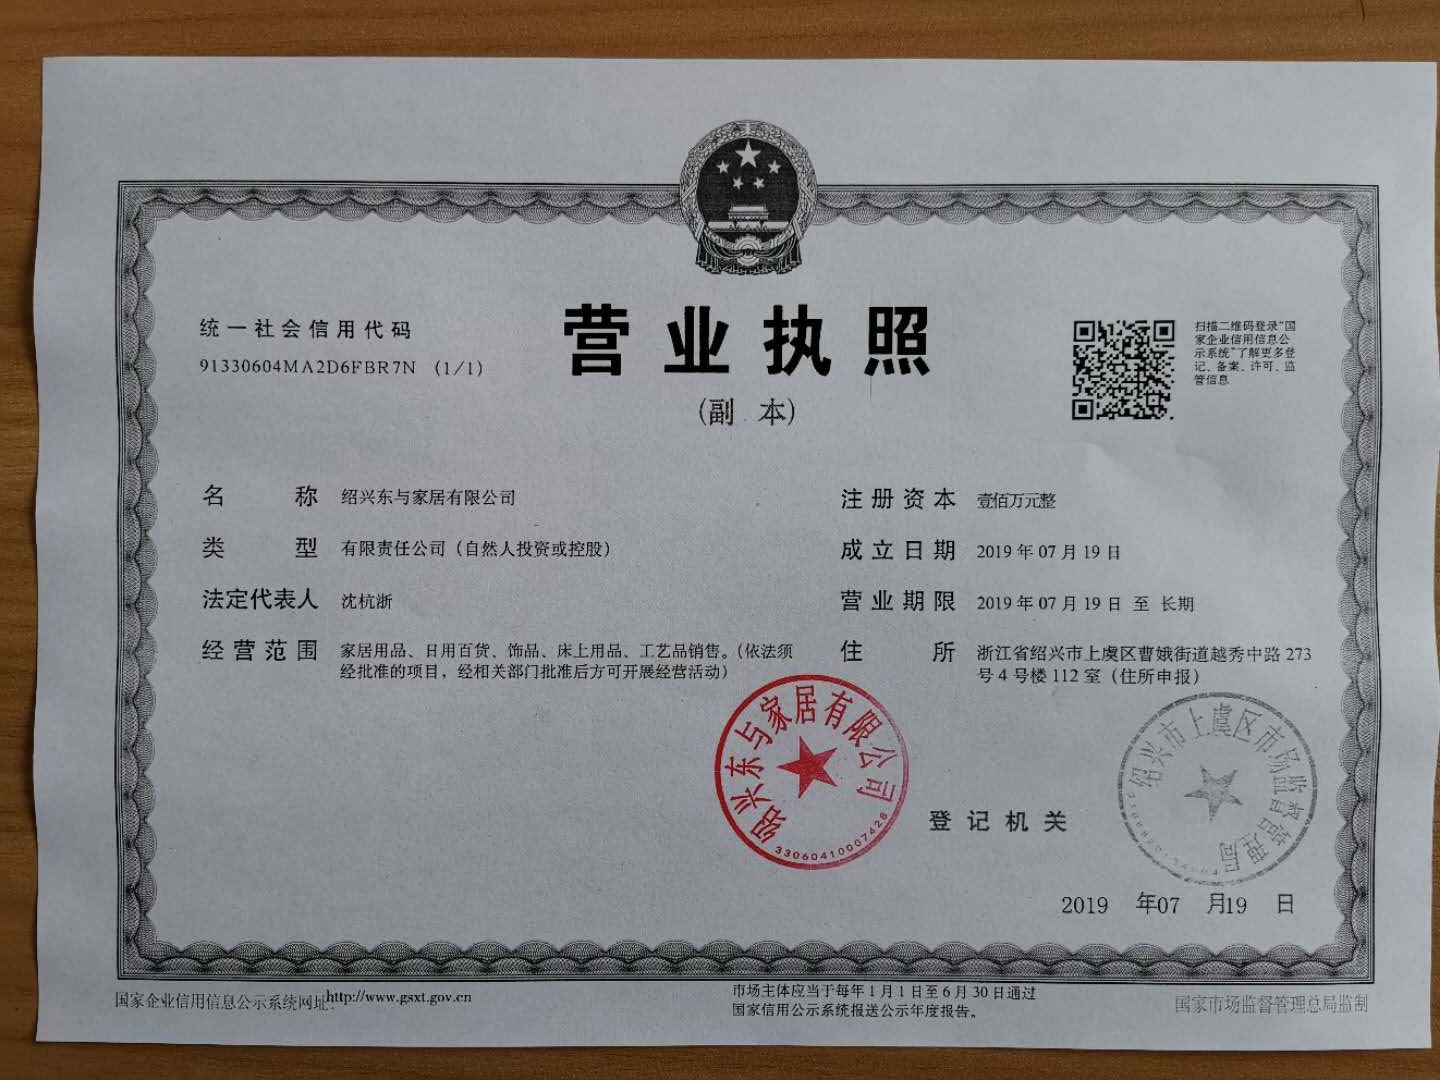 统一社会信用代码
91330604MA2D6FBR7N (1/1)
营业执照
(副 本)
扫描二维码登录“国
家企业信用信息公
示系统”了解更多登
记、备案、许可、监
管信息
名 称 绍兴东与家居有限公司
类 型 有限责任公司（自然人投资或控股）
法定代表人 沈杭浙
经营范围 家居用品、日用百货、饰品、床上用品、工艺品销售。（依法须
经批准的项目，经相关部门批准后方可开展经营活动）
注册资本 壹佰万元整
成立日期 2019年07月19日
营业期限 2019年07月19日 至 长期
住 所 浙江省绍兴市上虞区曹娥街道越秀中路273
号4号楼112室（住所申报）
绍兴东与家居有限公司
33060410007428
登记机关
绍兴市上虞区市场监督管理局
2019 年07 月19 日
国家企业信用信息公示系统网址：http://www.gsxt.gov.cn
市场主体应当于每年1月1日至6月30日通过
国家信用公示系统报送公示年度报告。
国家市场监督管理总局监制